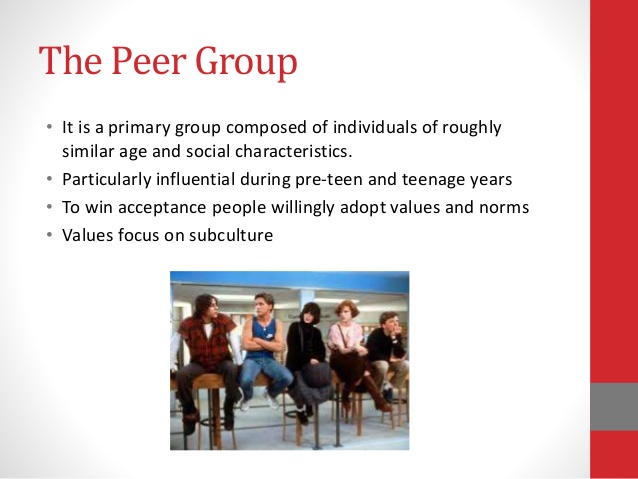 The Peer Group
• It is a primary group composed of individuals of roughly
similar age and social characteristics.
• Particularly influential during pre-teen and teenage years
• To win acceptance people willingly adopt values and norms
• Values focus on subculture